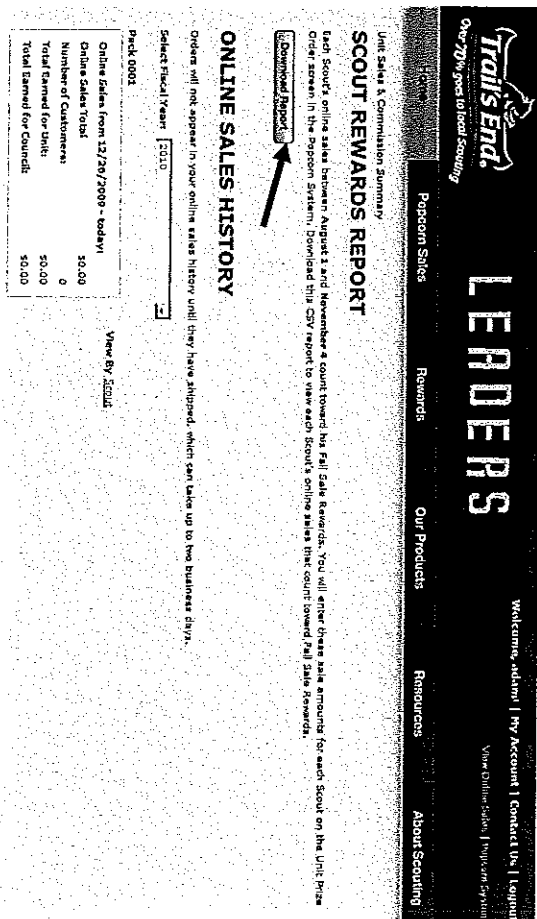 Trail's End.
Over 70% goes to local Scouting
LEADERS
Welcome, adam! | My Account | Contact Us | Logout
View Online Sales | Popcorn System
Home
Popcorn Sales
Rewards
Our Products
Resources
About Scouting
Unit Sales & Commission Summary
SCOUT REWARDS REPORT
Each Scout's online sales between August 1 and November 4 count toward his Fall Sale Rewards. You will enter these sale amounts for each Scout on the Unit Prize
Order screen in the Popcorn System. Download this CSV report to view each Scout's online sales that count toward Fall Sale Rewards.
Download Report
ONLINE SALES HISTORY
Orders will not appear in your online sales history until they have shipped, which can take up to two business days.
Select Fiscal Year: 2010
Pack 0001
View By: Scout
Online Sales from 12/26/2009 - today:
Online Sales Total $0.00
Number of Customers: 0
Total Earned for Unit: $0.00
Total Earned for Council: $0.00